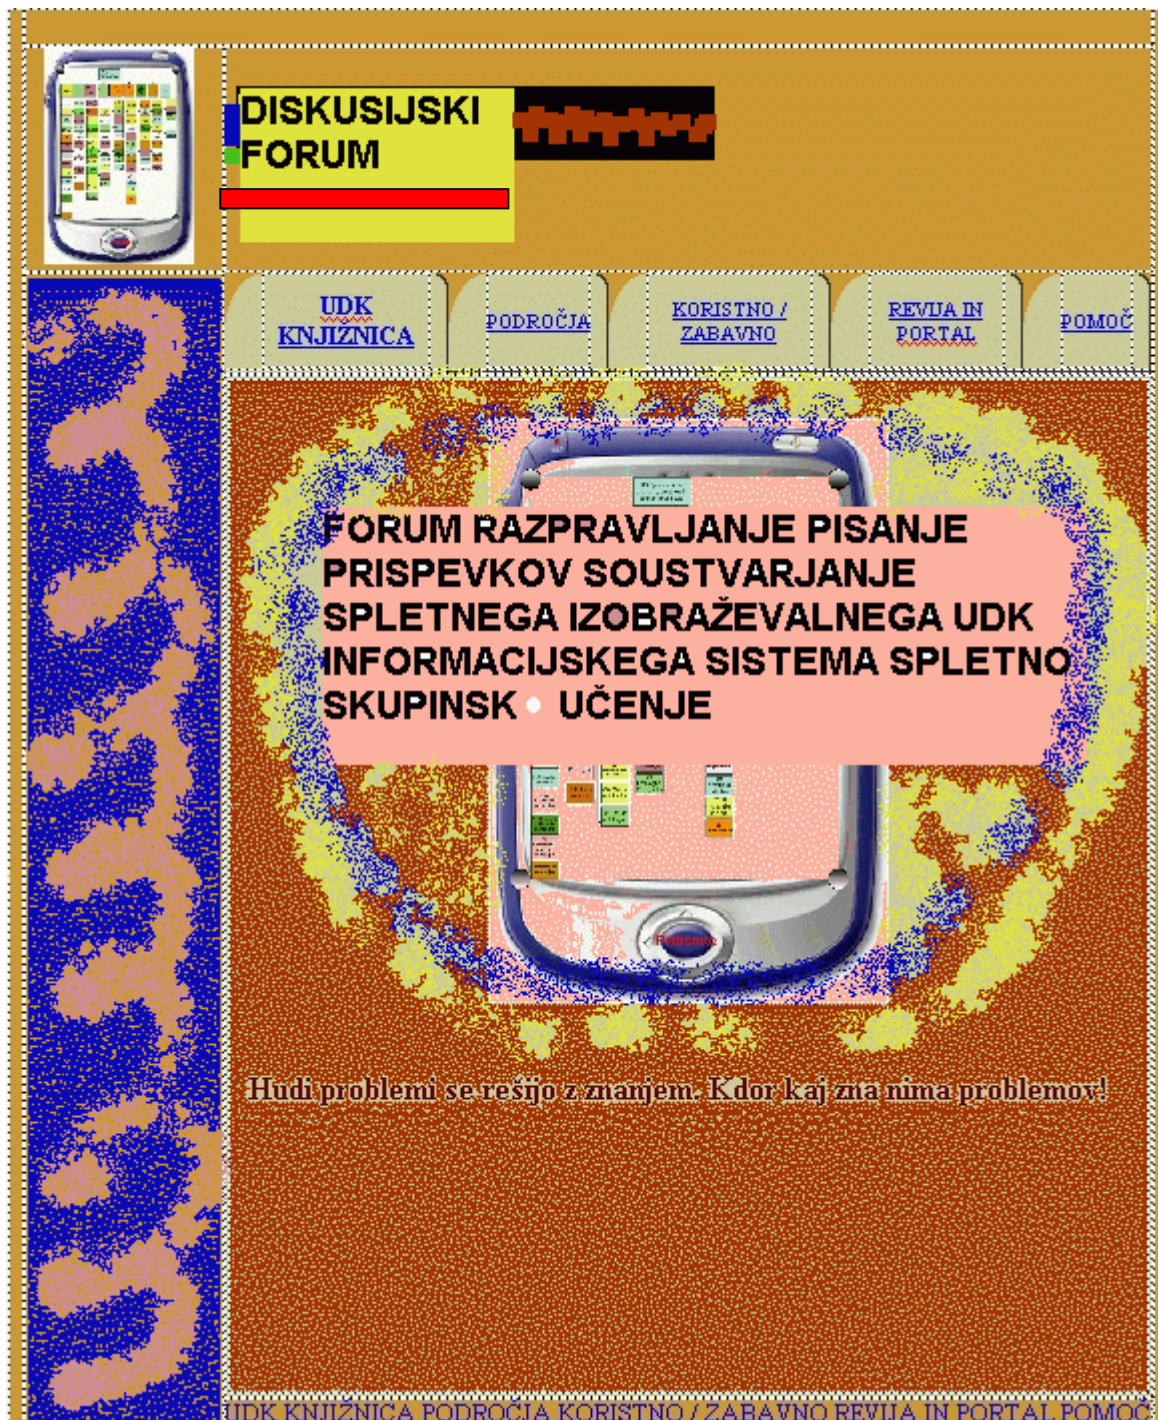 DISKUSIJSKI
FORUM
UDK
KNJIŽNICA
PODROČJA
KORISTNO /
ZABAVNO
REVIJA IN
PORTAL
POMOČ
FORUM RAZPRAVLJANJE PISANJE
PRISPEVKOV SOUSTVARJANJE
SPLETNEGA IZOBRAŽEVALNEGA UDK
INFORMACIJSKEGA SISTEMA SPLETNO
SKUPINSK UČENJE
Hudi problemi se rešijo z znanjem. Kdor kaj zna nima problemov!
UDK KNJIŽNICA PODROČJA KORISTNO / ZABAVNO REVIJA IN PORTAL POMOČ